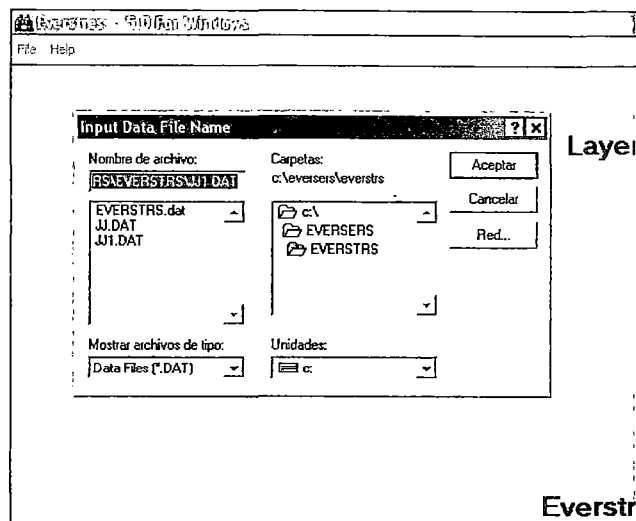 Everstres - 5.0 For Windows
File Help
Input Data File Name ? ×
Nombre de archivo:
RS\EVERSTRS\JJ1.DAT
EVERSTRS.dat
JJ.DAT
JJ1.DAT
Mostrar archivos de tipo:
Data Files (*.DAT)
Carpetas:
c:\eversers\everstrs
c:\
EVERSERS
EVERSTRS
Unidades:
c:
Aceptar
Cancelar
Red...
Layer
Everstr